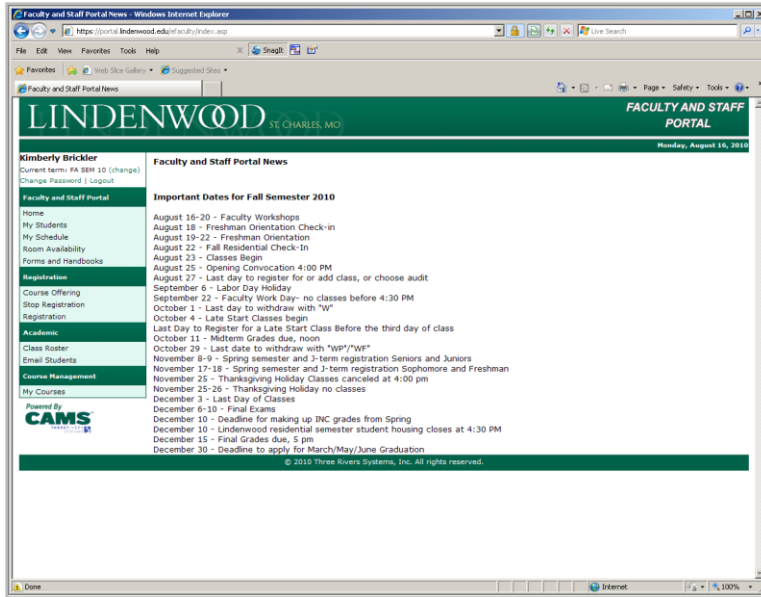 Faculty and Staff Portal News - Windows Internet Explorer
https://portal.lindenwood.edu/efaculty/index.asp
Live Search
File Edit View Favorites Tools Help
SnagIt
Favorites Web Slice Gallery Suggested Sites
Faculty and Staff Portal News
Page Safety Tools
LINDENWOOD ST. CHARLES, MO
FACULTY AND STAFF
PORTAL
Monday, August 16, 2010
Kimberly Brickler
Current term: FA SEM 10 (change)
Change Password | Logout
Faculty and Staff Portal
Home
My Students
My Schedule
Room Availability
Forms and Handbooks
Registration
Course Offering
Stop Registration
Registration
Academic
Class Roster
Email Students
Course Management
My Courses
Powered By
CAMS
Faculty and Staff Portal News
Important Dates for Fall Semester 2010
August 16-20 - Faculty Workshops
August 18 - Freshman Orientation Check-in
August 19-22 - Freshman Orientation
August 22 - Fall Residential Check-In
August 23 - Classes Begin
August 25 - Opening Convocation 4:00 PM
August 27 - Last day to register for or add class, or choose audit
September 6 - Labor Day Holiday
September 22 - Faculty Work Day- no classes before 4:30 PM
October 1 - Last day to withdraw with "W"
October 4 - Late Start Classes begin
Last Day to Register for a Late Start Class Before the third day of class
October 11 - Midterm Grades due, noon
October 29 - Last date to withdraw with "WP"/"WF"
November 8-9 - Spring semester and J-term registration Seniors and Juniors
November 17-18 - Spring semester and J-term registration Sophomore and Freshman
November 25 - Thanksgiving Holiday Classes canceled at 4:00 pm
November 25-26 - Thanksgiving Holiday no classes
December 3 - Last Day of Classes
December 6-10 - Final Exams
December 10 - Deadline for making up INC grades from Spring
December 10 - Lindenwood residential semester student housing closes at 4:30 PM
December 15 - Final Grades due, 5 pm
December 30 - Deadline to apply for March/May/June Graduation
© 2010 Three Rivers Systems, Inc. All rights reserved.
Done
Internet
100%